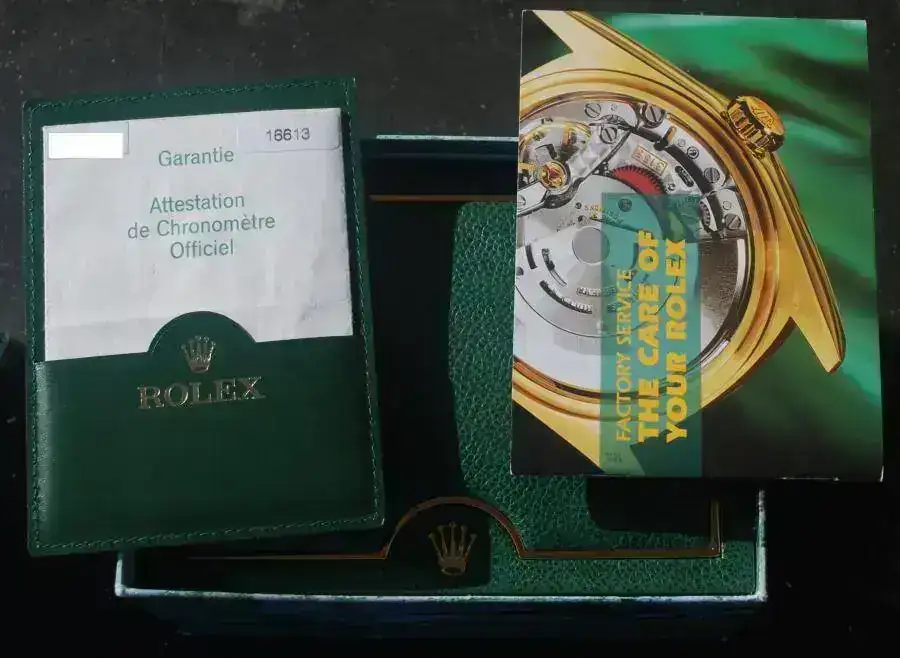 16613
Garantie
Attestation
de Chronomètre
Officiel
ROLEX
FACTORY SERVICE
THE CARE OF
YOUR ROLEX